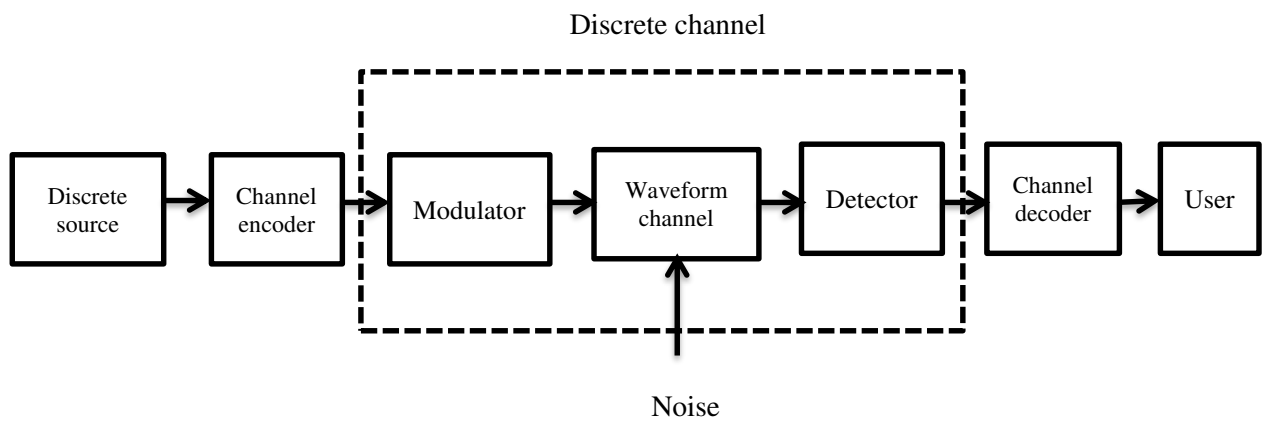 Discrete channel
Discrete
source
Channel
encoder
Modulator
Waveform
channel
Detector
Channel
decoder
User
Noise